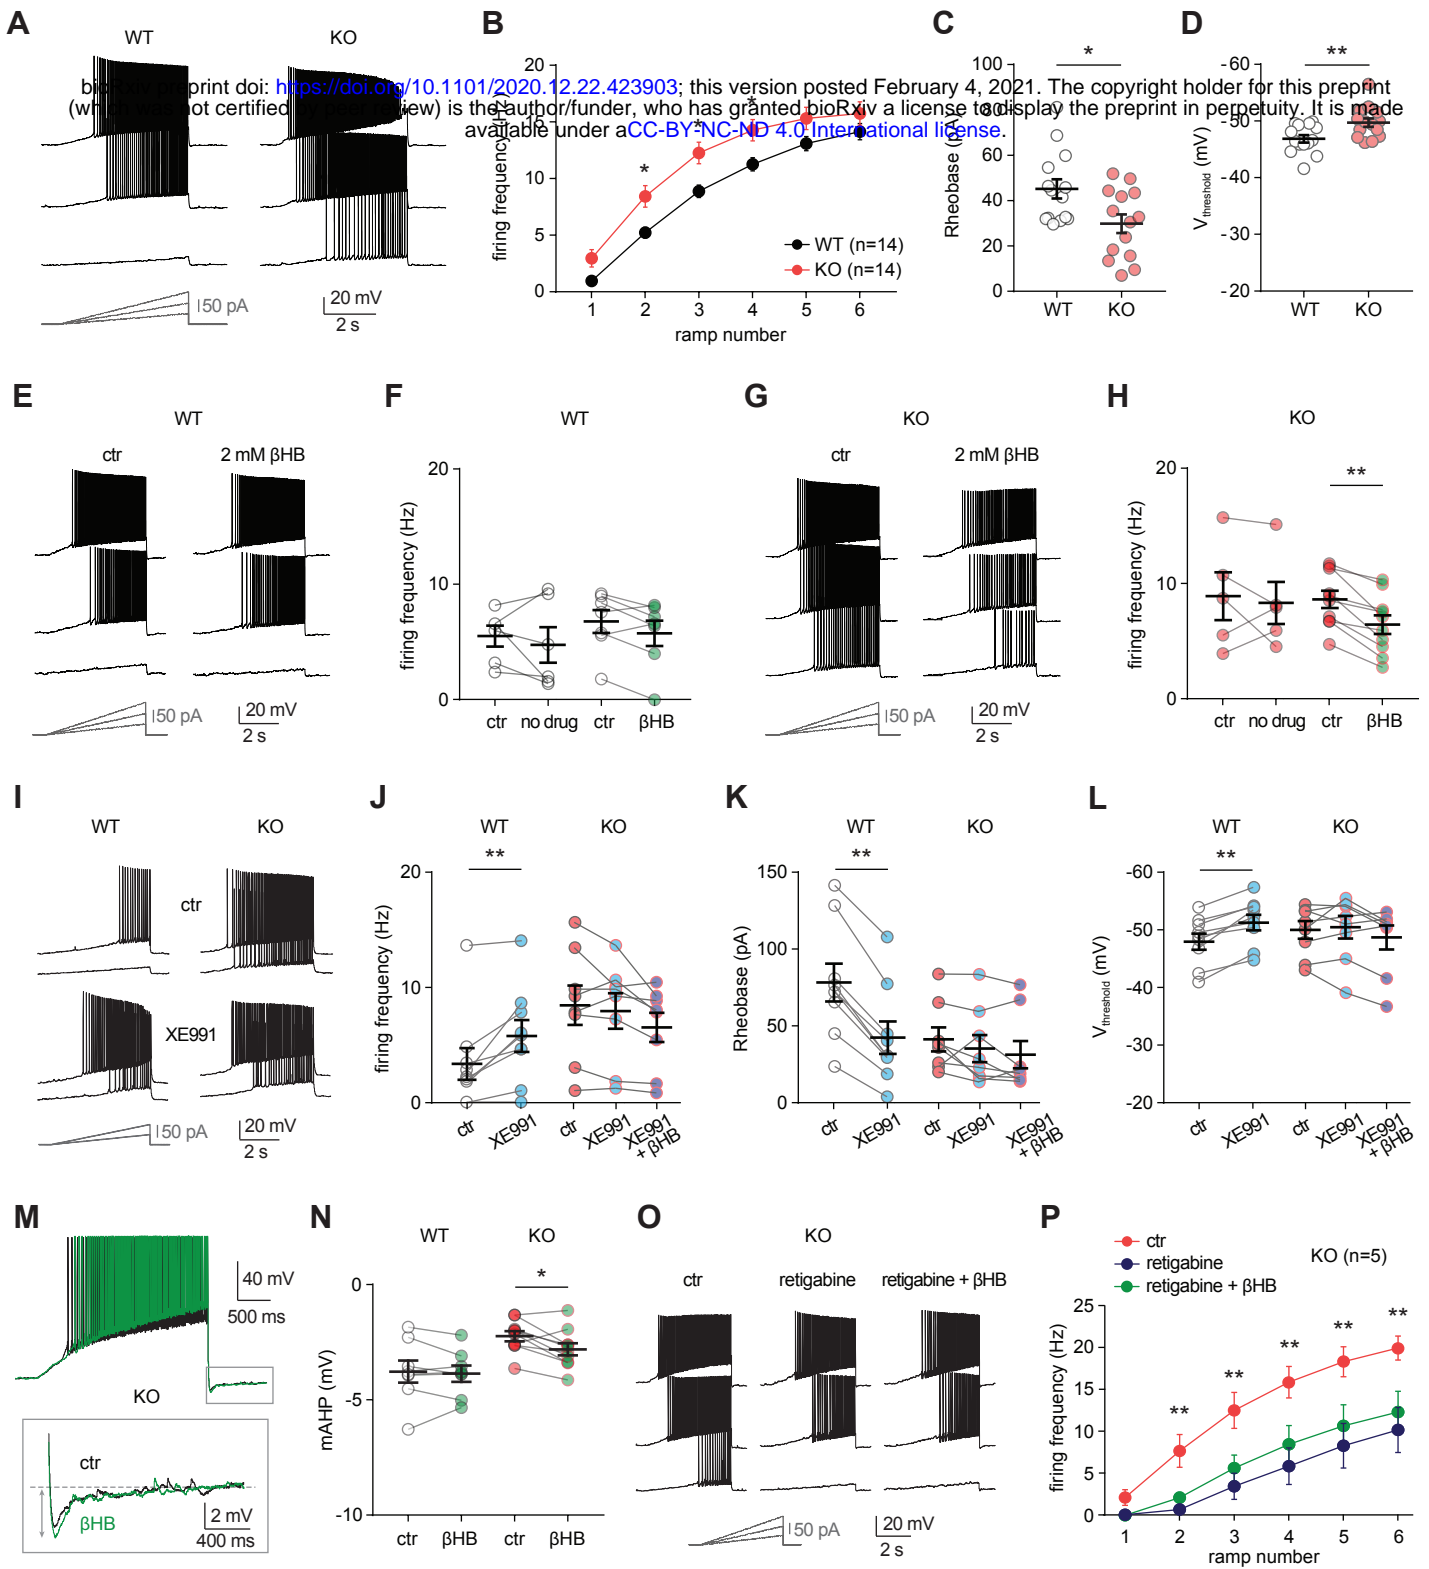 A
WT
KO
bioRxiv preprint doi: https://doi.org/10.1101/2020.12.22.423903; this version posted February 4, 2021. The copyright holder for this preprint
(which was not certified by peer review) is the author/funder, who has granted bioRxiv a license to display the preprint in perpetuity. It is made
available under aCC-BY-NC-ND 4.0 International license.
50 pA
20 mV
2 s
B
firing frequency (Hz)
20
15
10
5
0
*
*
*
WT (n=14)
KO (n=14)
1 2 3 4 5 6
ramp number
C
*
Rheobase (pA)
100
80
60
40
20
0
WT KO
D
**
Vthreshold (mV)
-60
-50
-40
-30
-20
WT KO
E
WT
ctr
2 mM βHB
50 pA
20 mV
2 s
F
WT
firing frequency (Hz)
20
10
0
ctr no drug ctr βHB
G
KO
ctr
2 mM βHB
50 pA
20 mV
2 s
H
KO
**
firing frequency (Hz)
20
10
0
ctr no drug ctr βHB
I
WT
KO
ctr
XE991
50 pA
20 mV
2 s
J
WT
KO
**
firing frequency (Hz)
20
10
0
ctr XE991 ctr XE991 XE991 + βHB
K
WT
KO
**
Rheobase (pA)
150
100
50
0
ctr XE991 ctr XE991 XE991 + βHB
L
WT
KO
**
Vthreshold (mV)
-60
-50
-40
-30
-20
ctr XE991 ctr XE991 XE991 + βHB
M
40 mV
500 ms
KO
ctr
βHB
2 mV
400 ms
N
WT
KO
*
mAHP (mV)
0
-5
-10
ctr βHB ctr βHB
O
KO
ctr
retigabine
retigabine + βHB
50 pA
20 mV
2 s
P
ctr
retigabine
retigabine + βHB
KO (n=5)
firing frequency (Hz)
25
20
15
10
5
0
**
**
**
**
**
1 2 3 4 5 6
ramp number